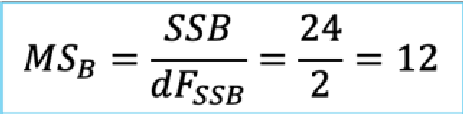 MS_B = SSB / dF_SSB = 24 / 2 = 12